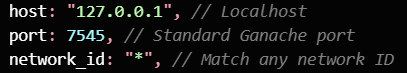 host: "127.0.0.1", // Localhost
port: 7545, // Standard Ganache port
network_id: "*", // Match any network ID